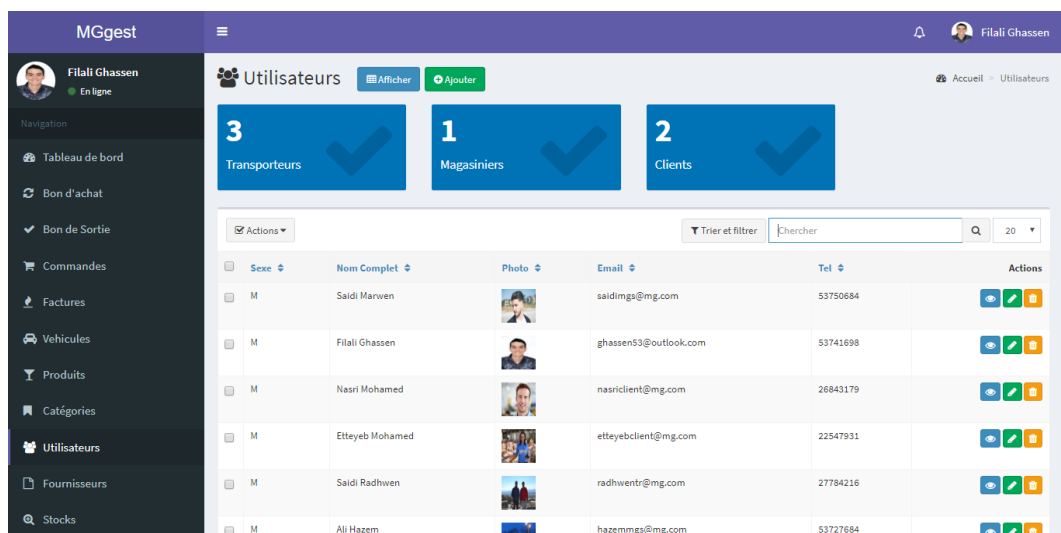 MGgest
Filali Ghassen
Filali Ghassen
En ligne
Navigation
Tableau de bord
Bon d'achat
Bon de Sortie
Commandes
Factures
Vehicules
Produits
Catégories
Utilisateurs
Fournisseurs
Stocks
Utilisateurs Afficher Ajouter
Accueil > Utilisateurs
3
Transporteurs
1
Magasiniers
2
Clients
Actions Trier et filtrer Chercher 20
Sexe Nom Complet Photo Email Tel Actions
M Saidi Marwen saidimgs@mg.com 53750684
M Filali Ghassen ghassen53@outlook.com 53741698
M Nasri Mohamed nasriclient@mg.com 26843179
M Etteyeb Mohamed etteyebclient@mg.com 22547931
M Saidi Radhwen radhwentr@mg.com 27784216
M Ali Hazem hazemmgs@mg.com 53727684